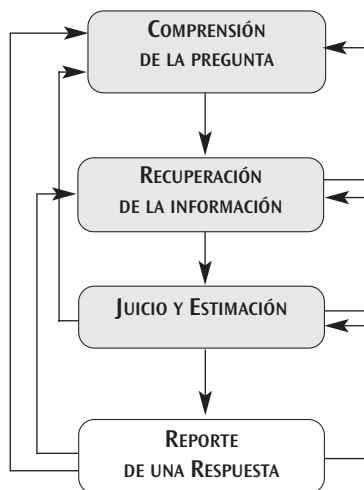 COMPRENSIÓN
DE LA PREGUNTA
RECUPERACIÓN
DE LA INFORMACIÓN
JUICIO Y ESTIMACIÓN
REPORTE
DE UNA RESPUESTA